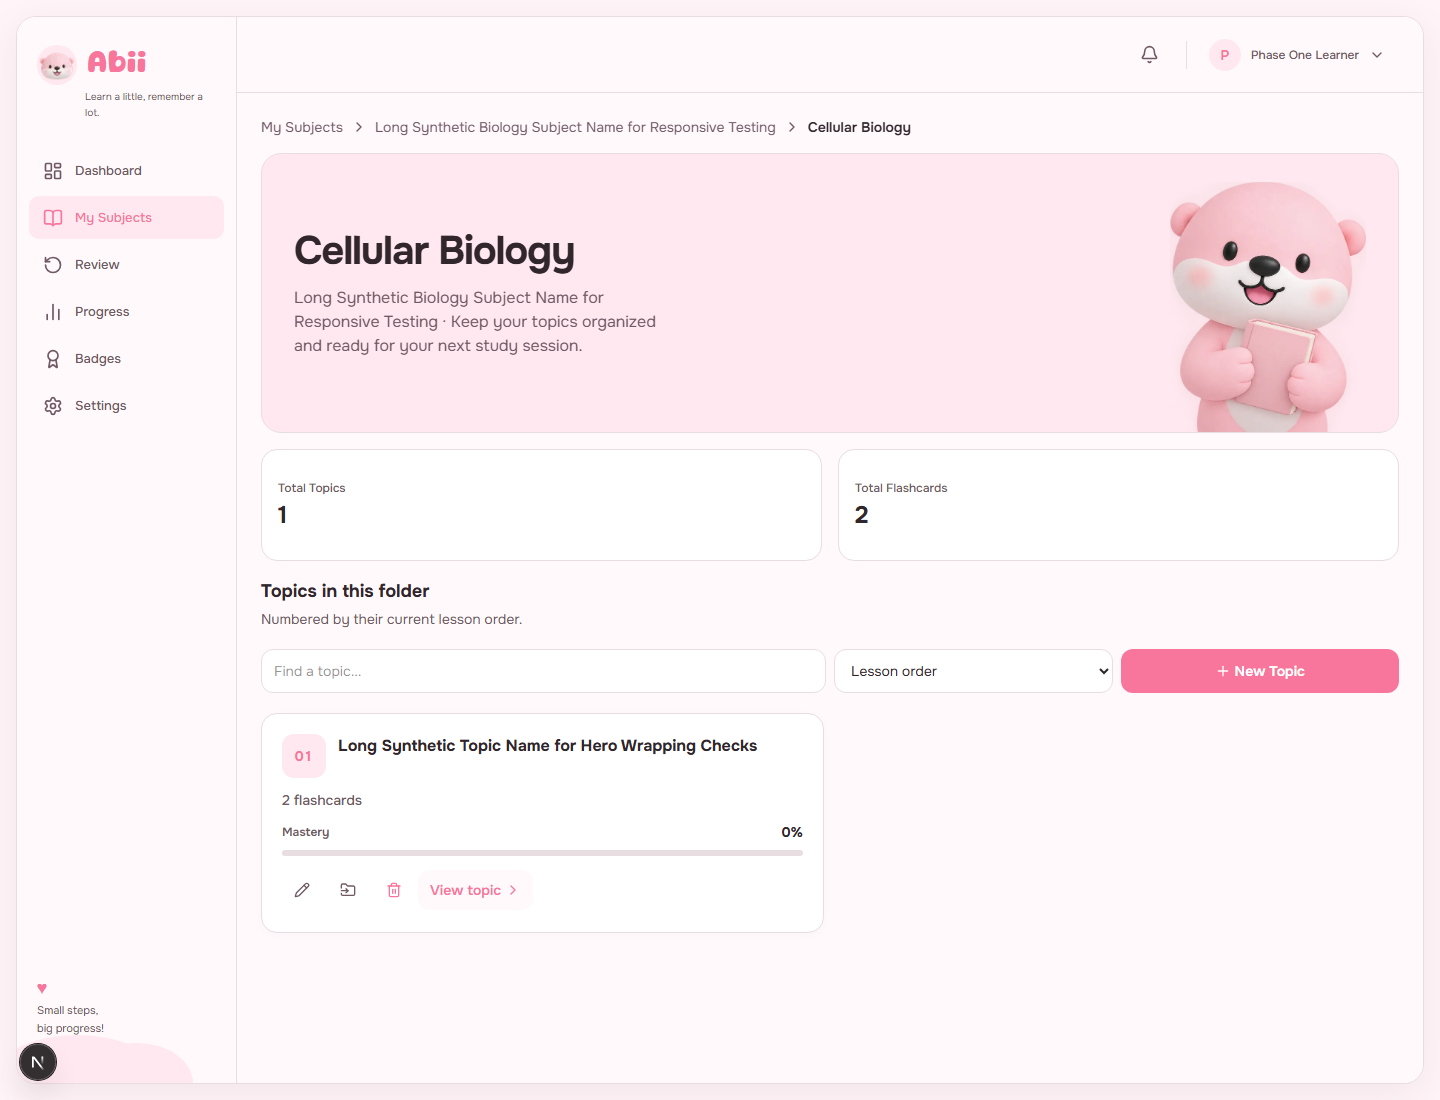 Abii
Learn a little, remember a
lot.
Dashboard
My Subjects
Review
Progress
Badges
Settings
Small steps,
big progress!
N
P
Phase One Learner
My Subjects > Long Synthetic Biology Subject Name for Responsive Testing > Cellular Biology
Cellular Biology
Long Synthetic Biology Subject Name for
Responsive Testing · Keep your topics organized
and ready for your next study session.
Total Topics
1
Total Flashcards
2
Topics in this folder
Numbered by their current lesson order.
Find a topic...
Lesson order
+ New Topic
01
Long Synthetic Topic Name for Hero Wrapping Checks
2 flashcards
Mastery
0%
View topic >